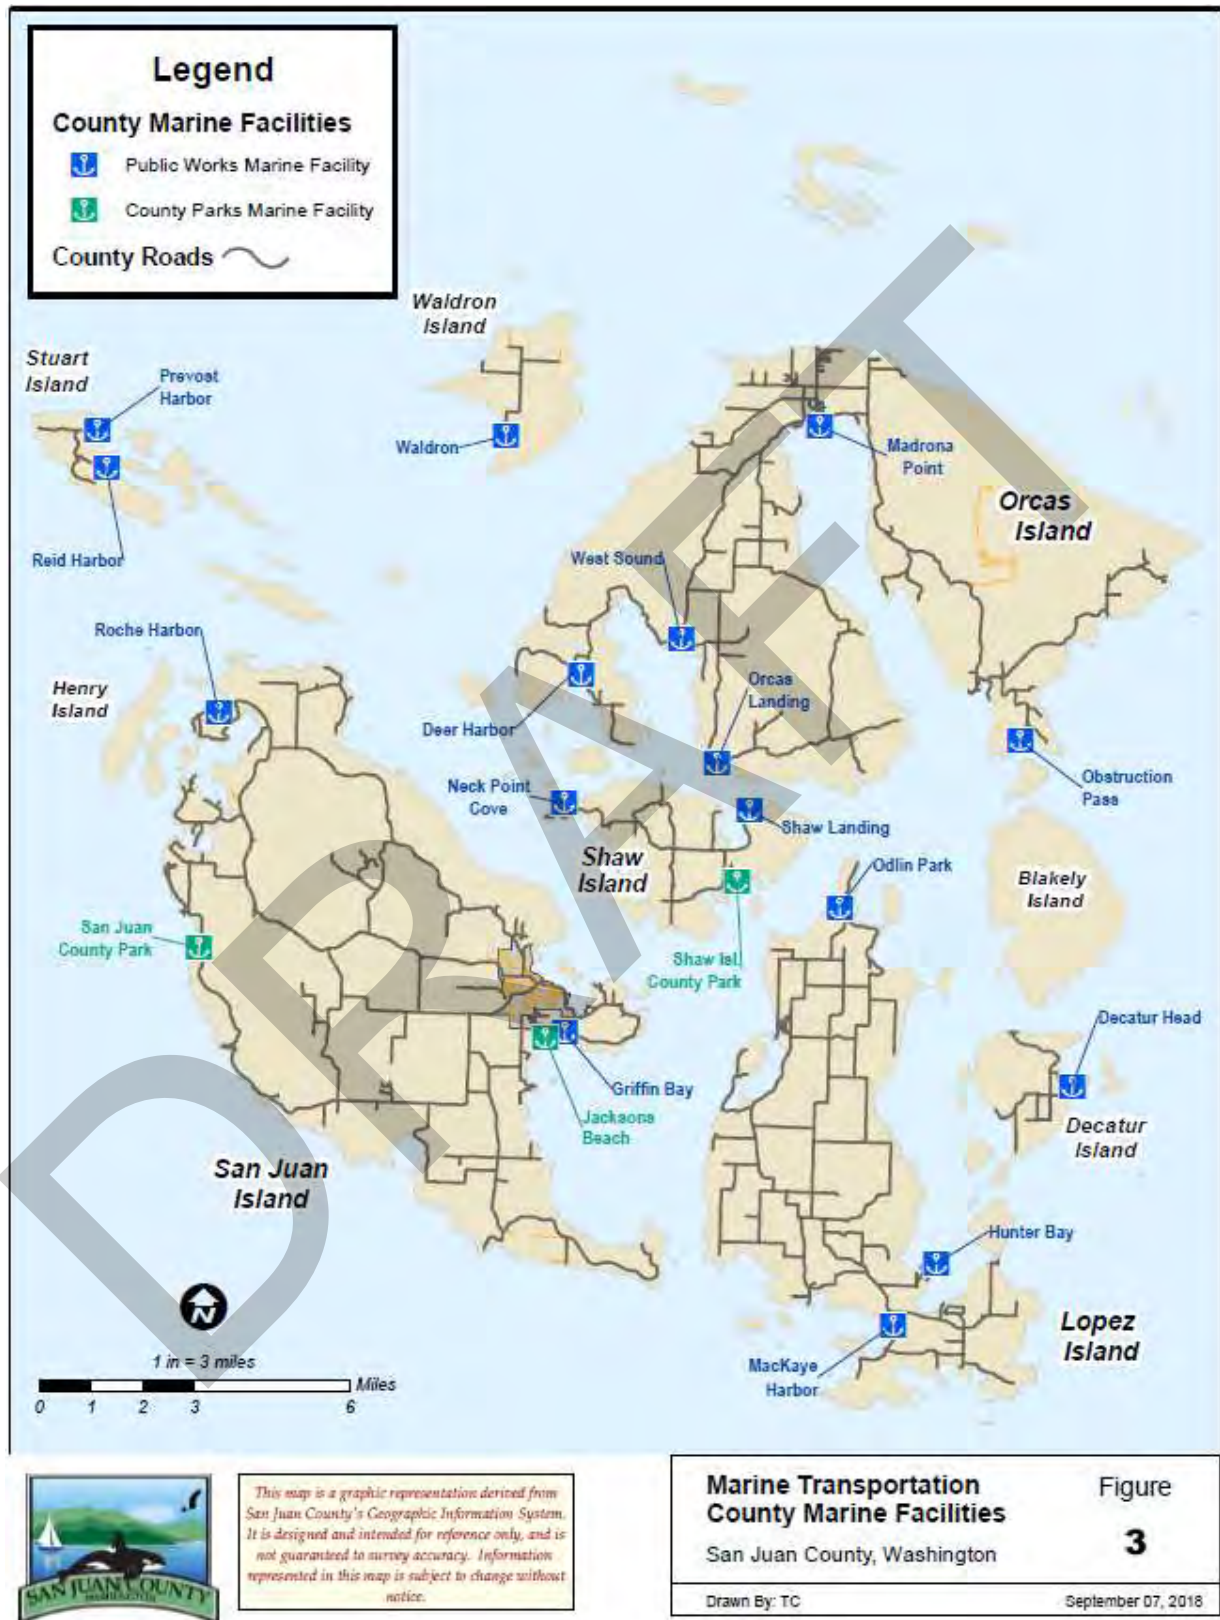 Legend
County Marine Facilities
Public Works Marine Facility
County Parks Marine Facility
County Roads
Waldron
Island
Stuart
Island
Prevost
Harbor
Waldron
Madrona
Point
Orcas
Island
Reid Harbor
West Sound
Roche Harbor
Henry
Island
Orcas
Landing
Deer Harbor
Neck Point
Cove
Obstruction
Pass
Shaw Landing
Shaw
Island
Odlin Park
Blakely
Island
San Juan
County Park
Shaw Isl.
County Park
Decatur Head
Griffin Bay
Jacksons
Beach
Decatur
Island
San Juan
Island
Hunter Bay
Lopez
Island
MacKaye
Harbor
DRAFT
N
1 in = 3 miles
Miles
0 1 2 3 6
SAN JUAN COUNTY
WASHINGTON
This map is a graphic representation derived from
San Juan County's Geographic Information System.
It is designed and intended for reference only, and is
not guaranteed to survey accuracy. Information
represented in this map is subject to change without
notice.
Marine Transportation
County Marine Facilities
San Juan County, Washington
Figure
3
Drawn By: TC
September 07, 2018